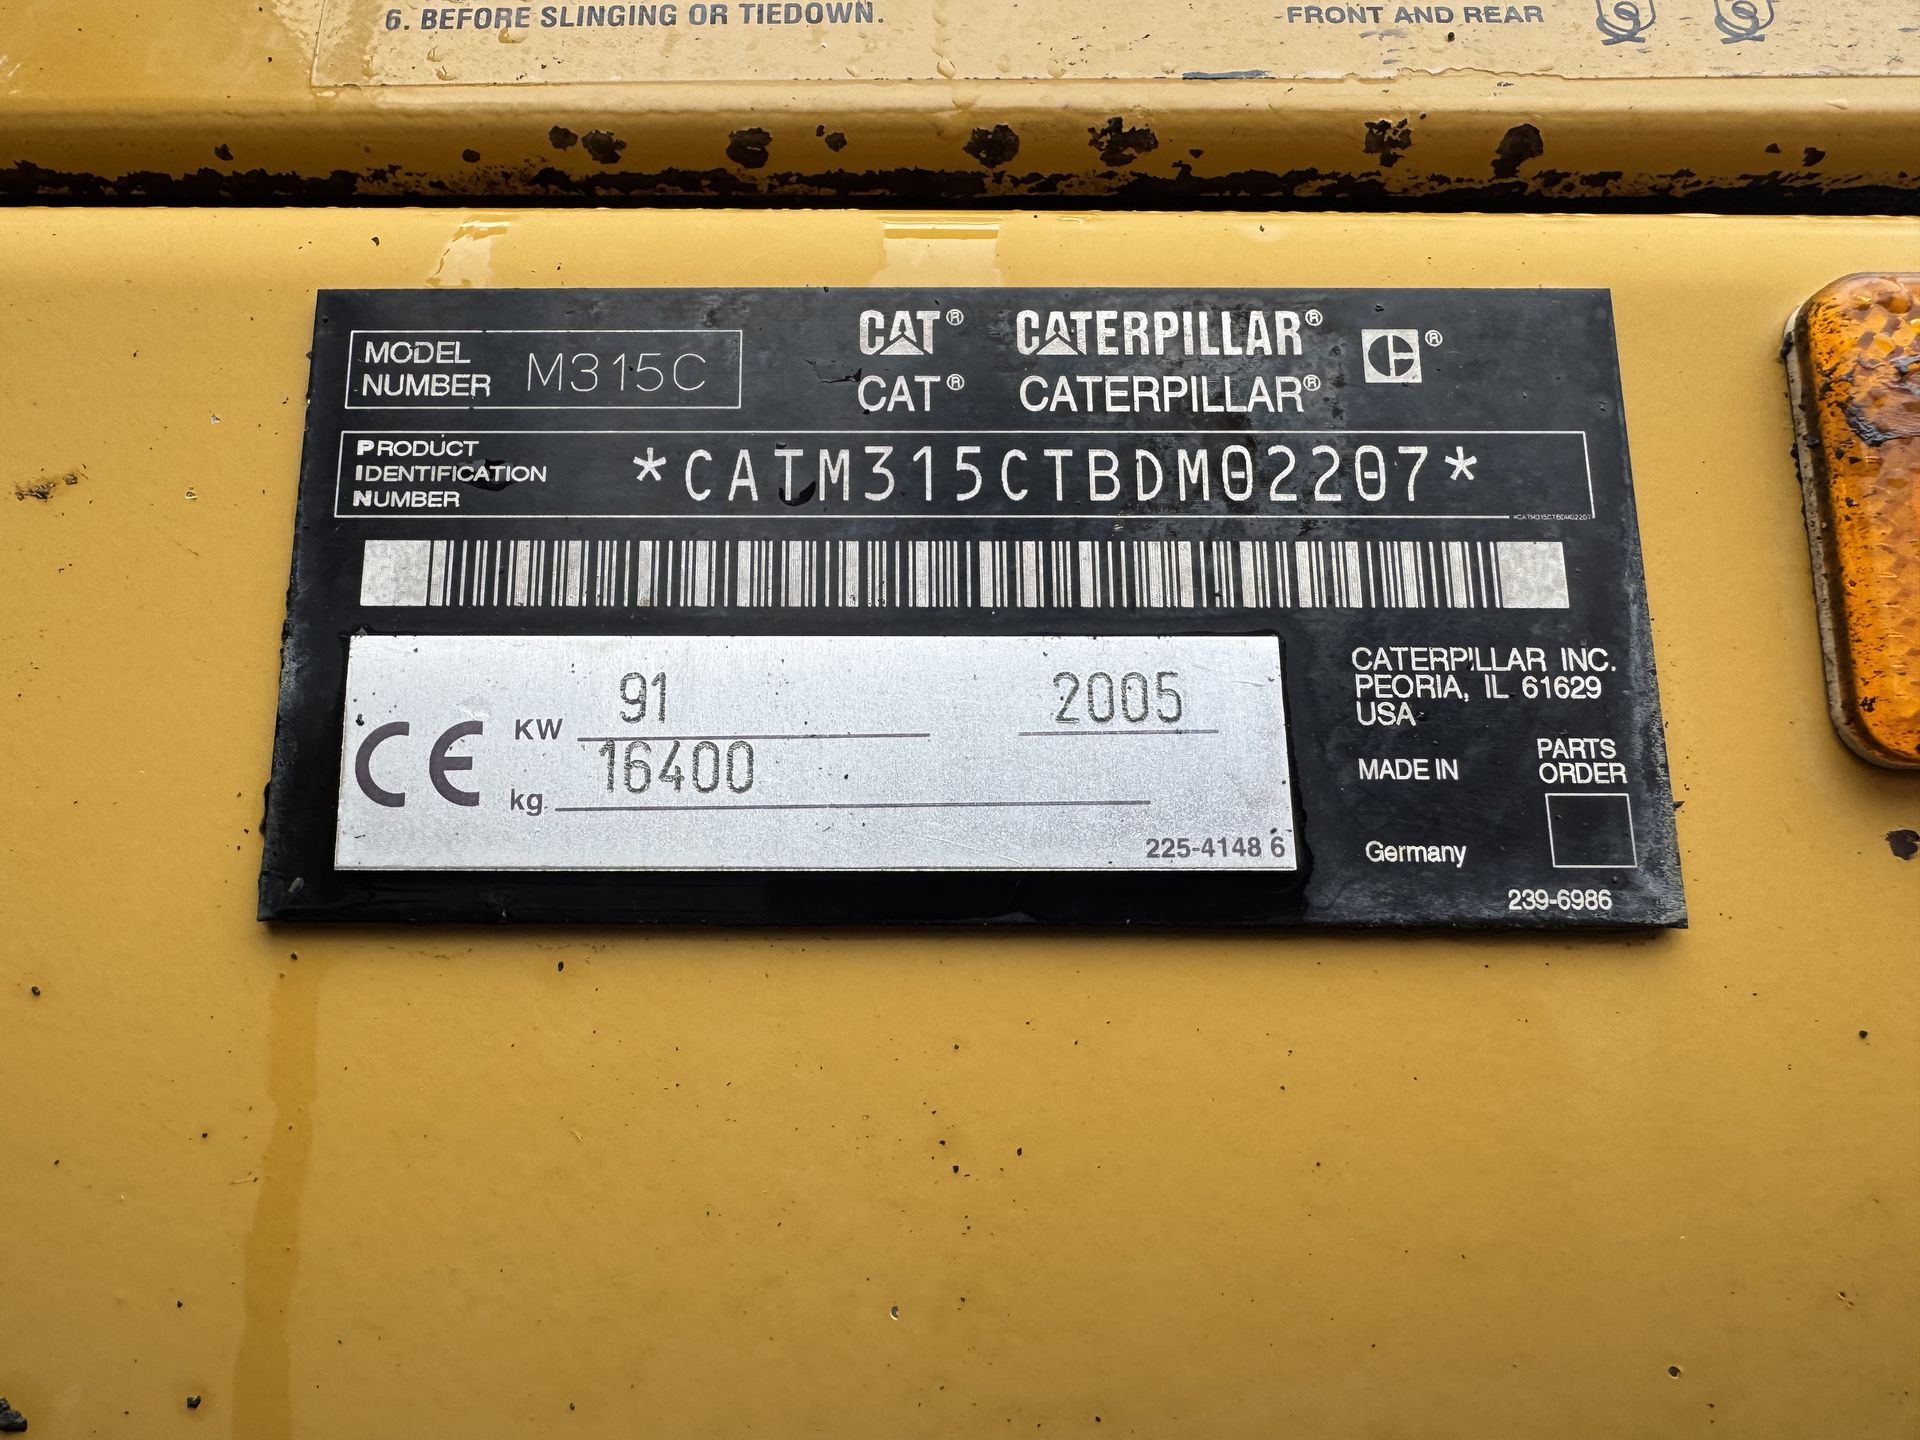 6. BEFORE SLINGING OR TIEDOWN.
FRONT AND REAR
MODEL
NUMBER M315C
CAT® CATERPILLAR® ®
CAT® CATERPILLAR®
PRODUCT
IDENTIFICATION
NUMBER
*CATM315CTBDM02207*
*CATM315CTBDM02207*
CE
KW 91
2005
kg 16400
225-4148 6
CATERPILLAR INC.
PEORIA, IL 61629
USA
MADE IN
Germany
PARTS
ORDER
239-6986